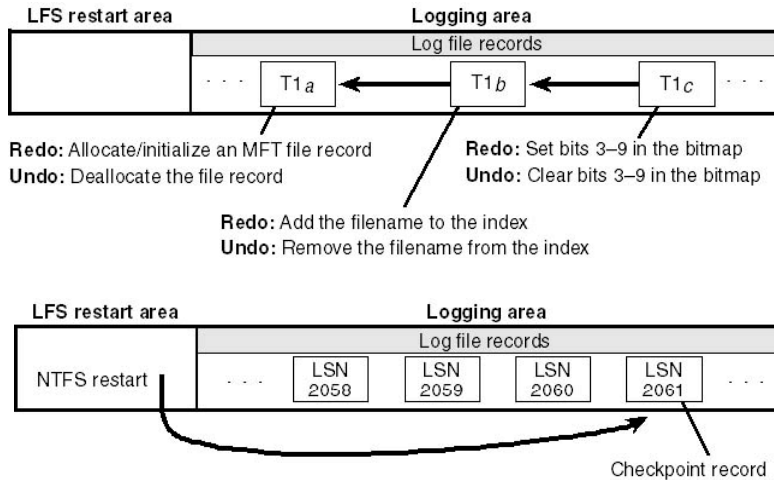 LFS restart area
Logging area
Log file records
. . . T1a T1b T1c . . .
Redo: Allocate/initialize an MFT file record
Undo: Deallocate the file record
Redo: Set bits 3–9 in the bitmap
Undo: Clear bits 3–9 in the bitmap
Redo: Add the filename to the index
Undo: Remove the filename from the index
LFS restart area
Logging area
Log file records
NTFS restart
. . .
LSN
2058
LSN
2059
LSN
2060
LSN
2061
. . .
Checkpoint record